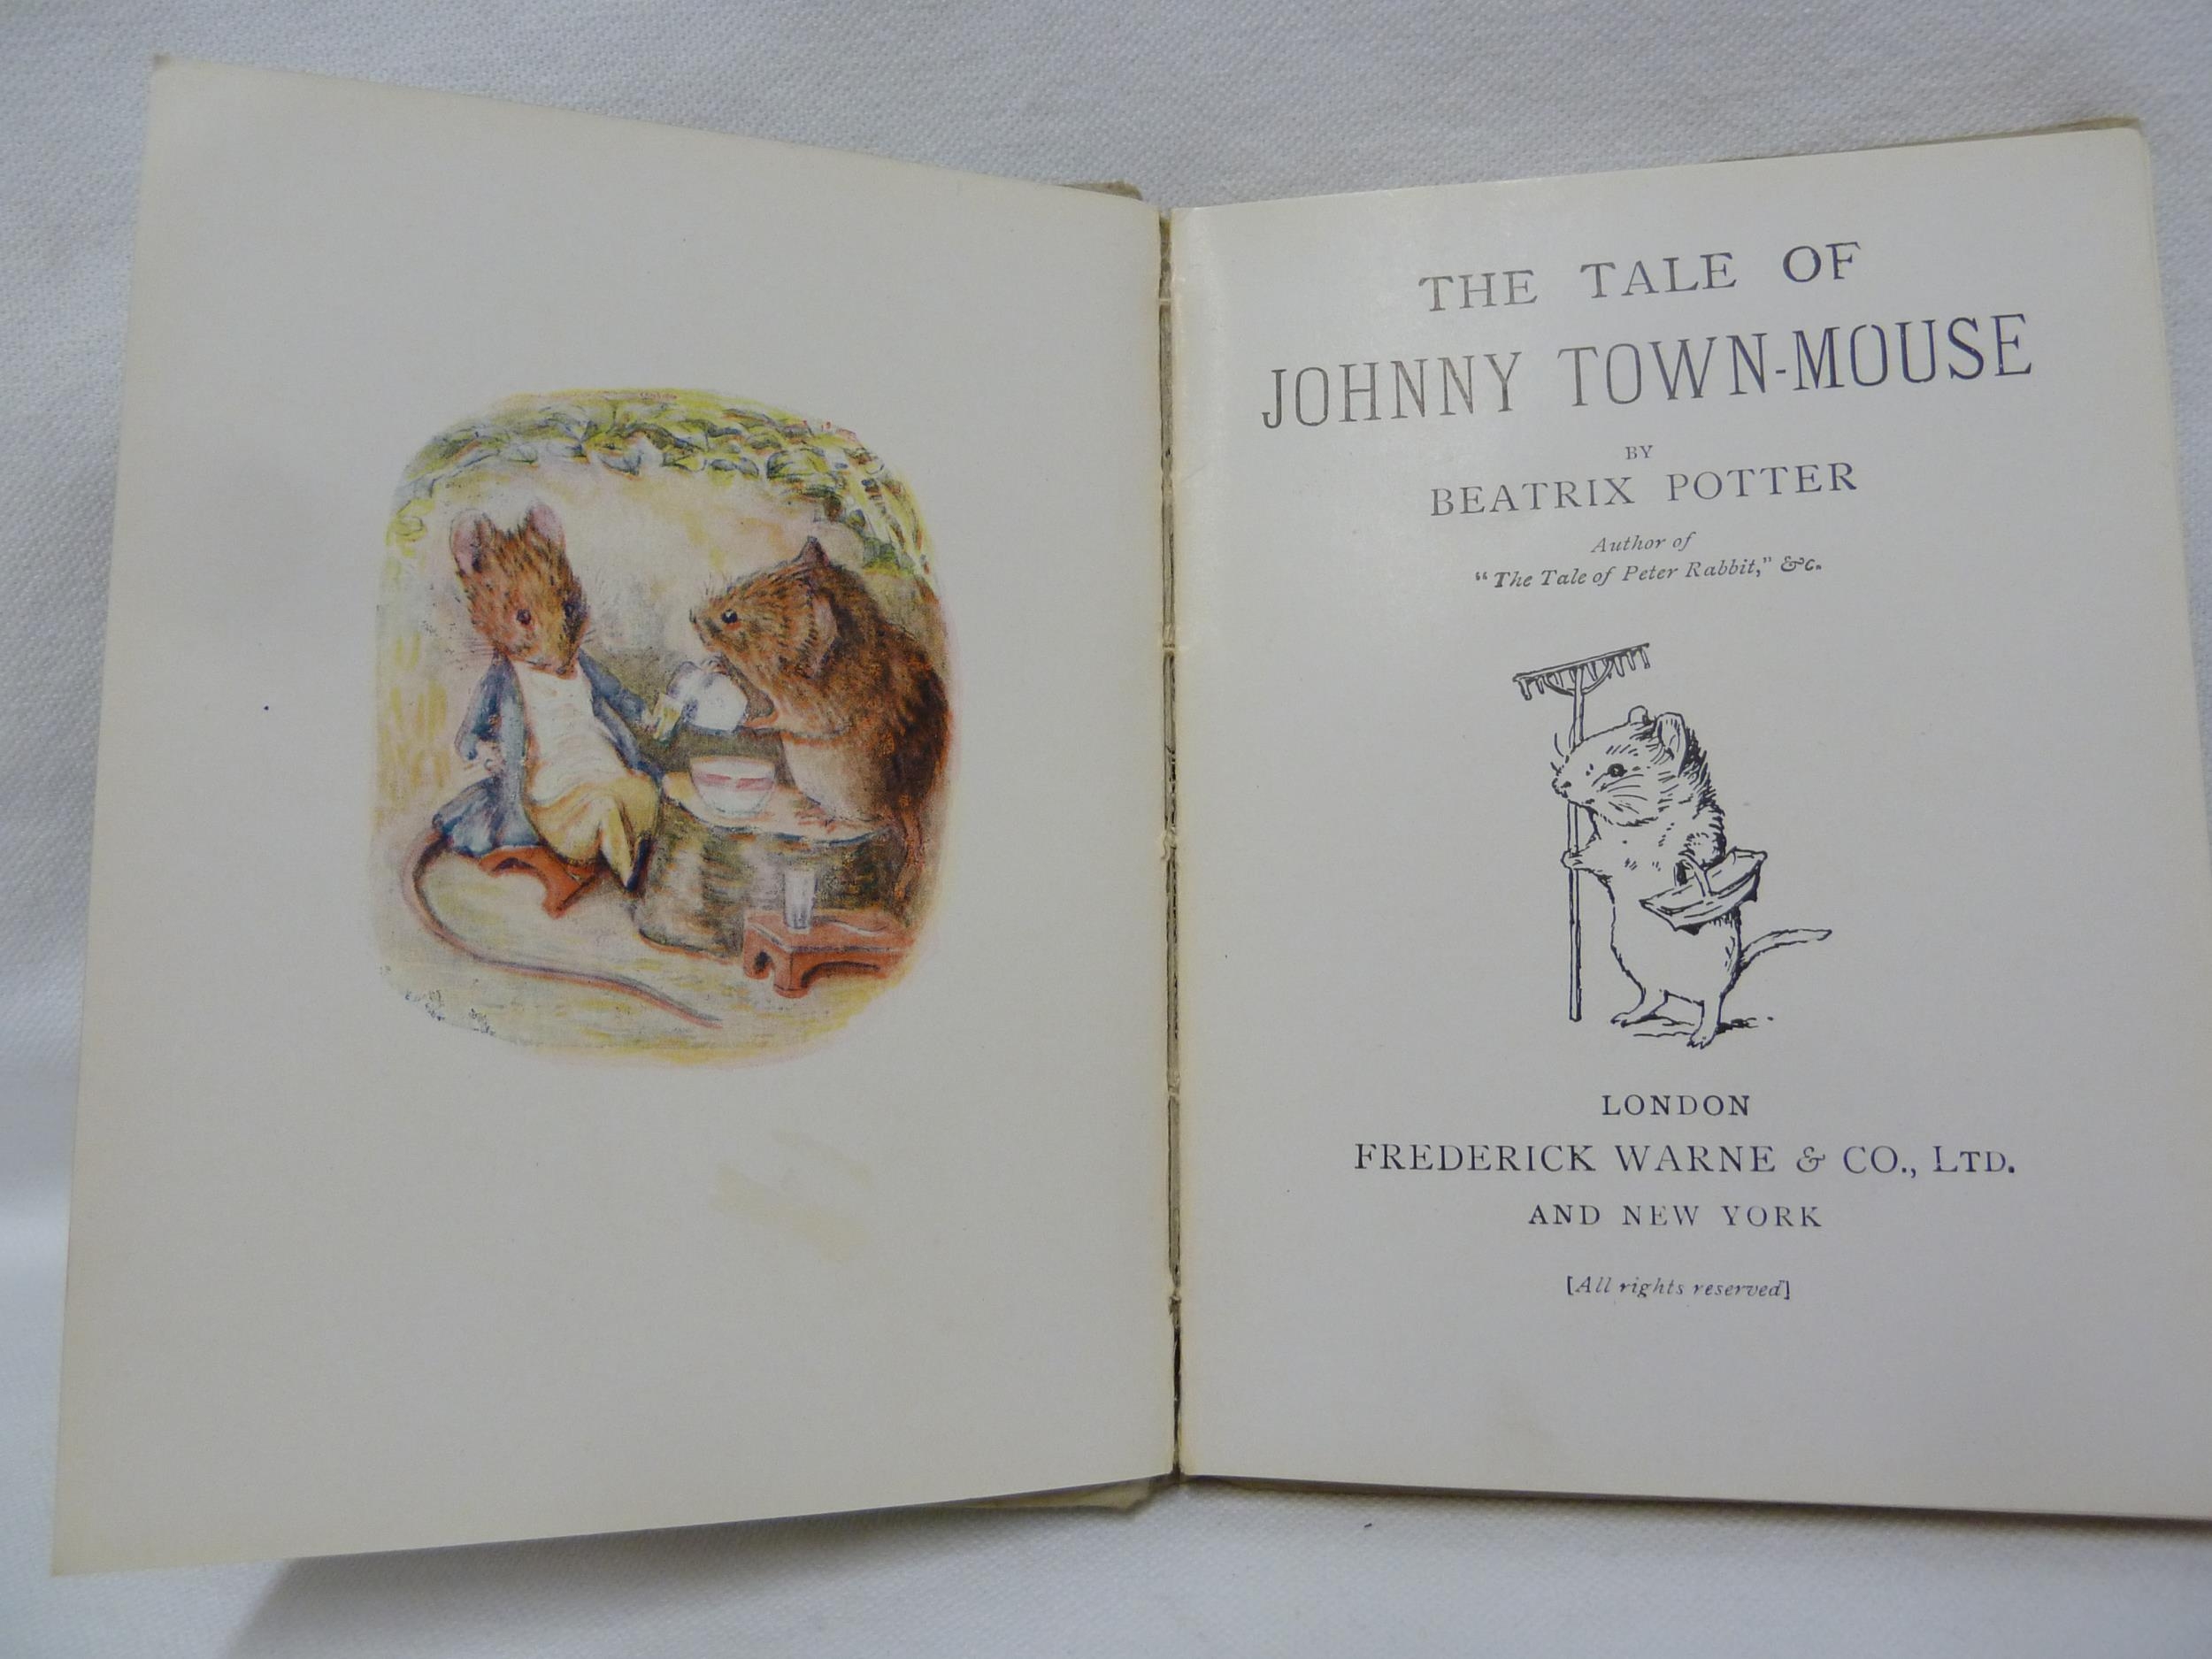 THE TALE OF
JOHNNY TOWN-MOUSE
BY
BEATRIX POTTER
Author of
"The Tale of Peter Rabbit," &c.
LONDON
FREDERICK WARNE & CO., LTD.
AND NEW YORK
[All rights reserved]